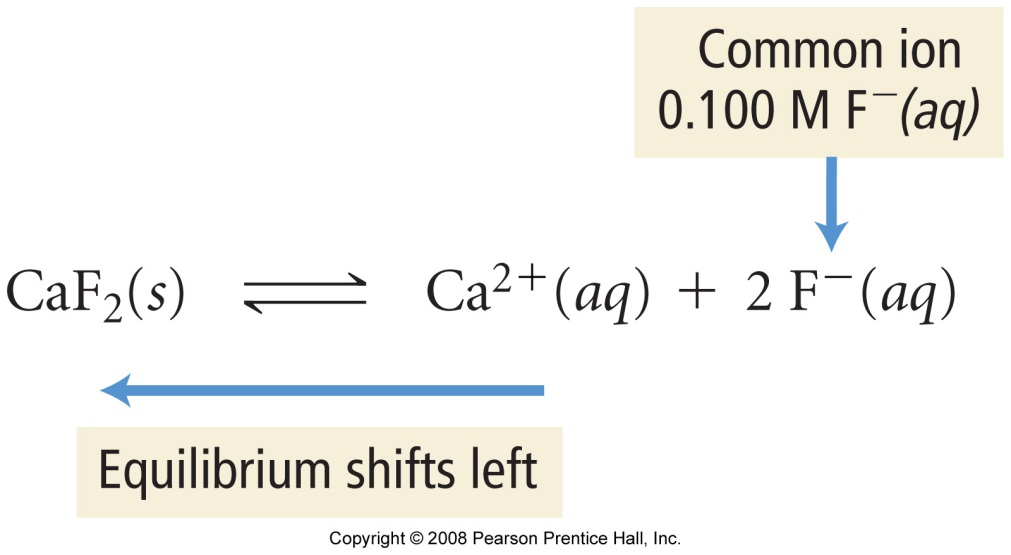 Common ion
0.100 M F⁻(aq)
CaF₂(s) ⇌ Ca²⁺(aq) + 2 F⁻(aq)
Equilibrium shifts left
Copyright © 2008 Pearson Prentice Hall, Inc.